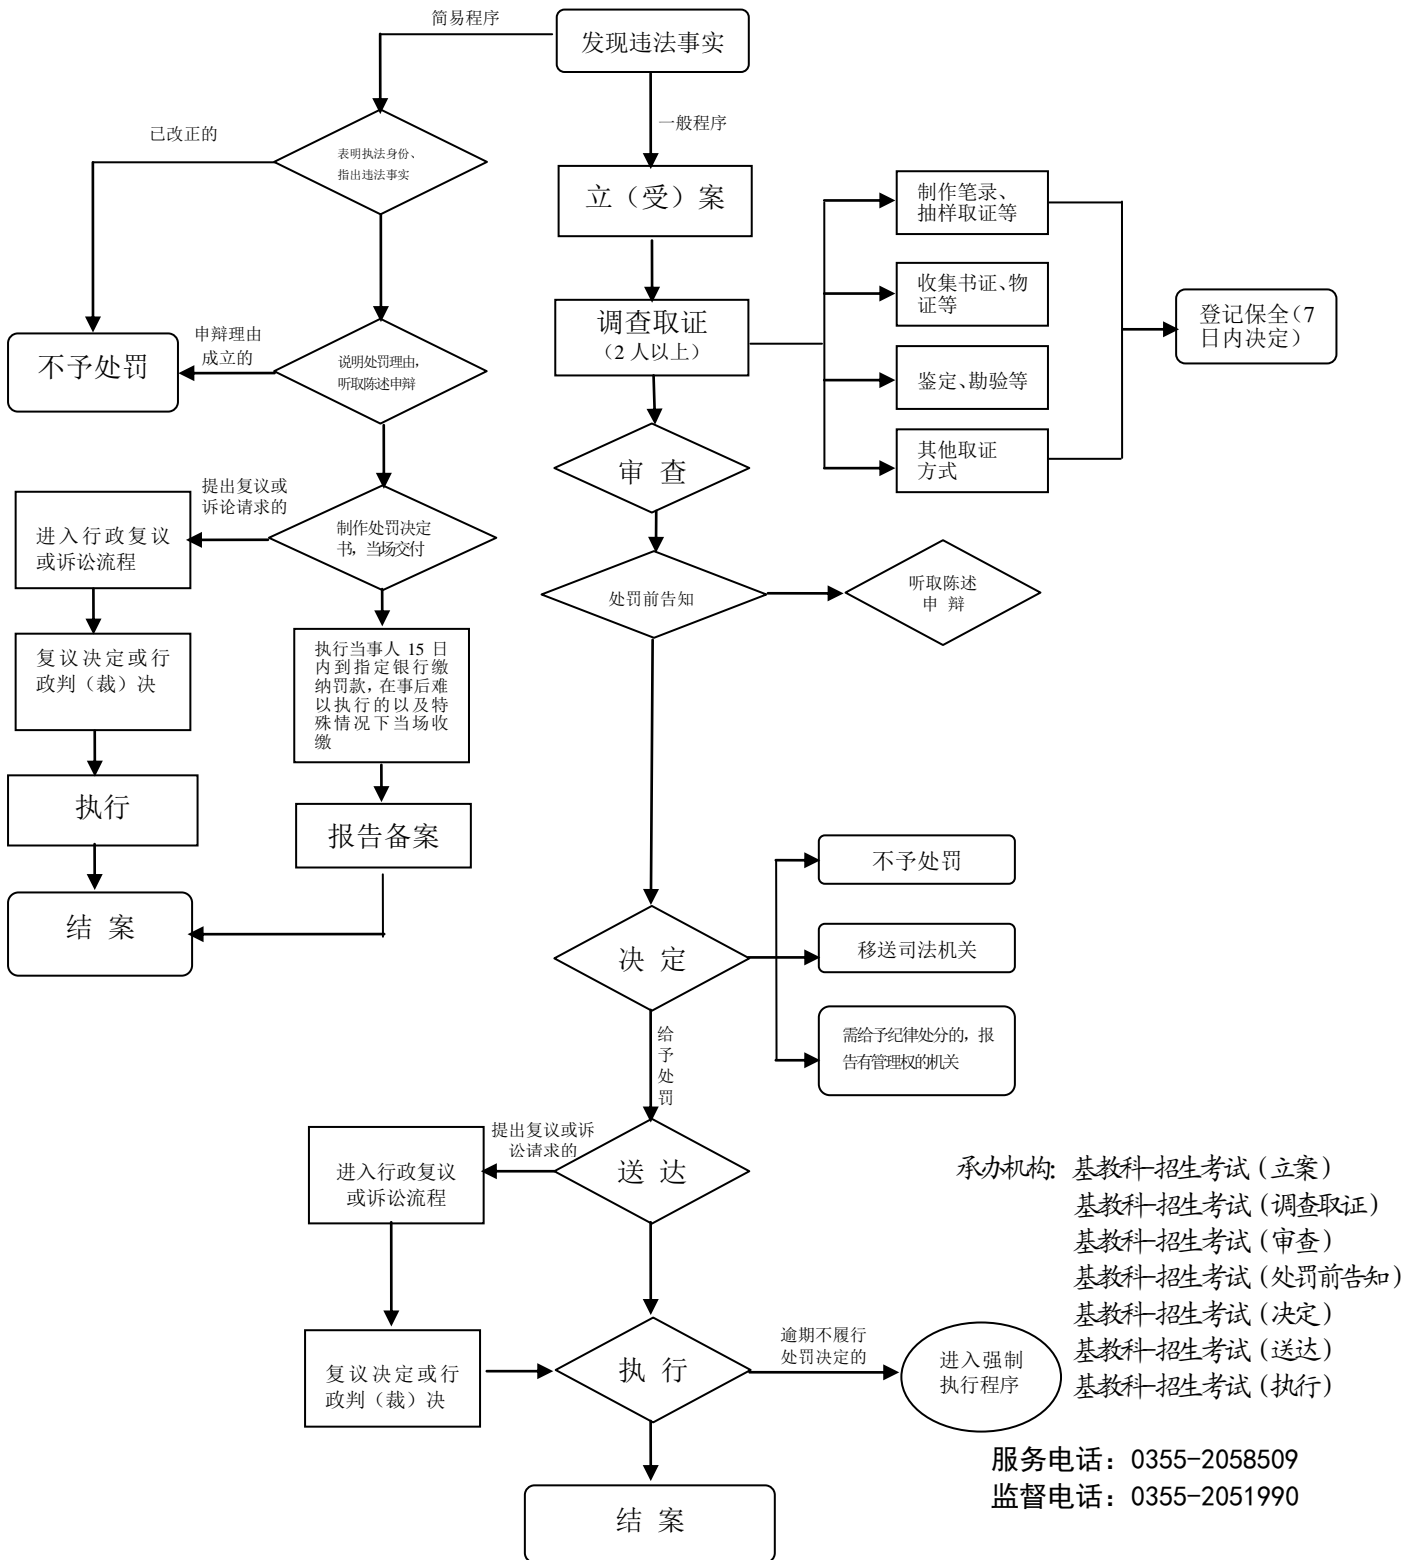 简易程序
发现违法事实
已改正的
表明执法身份、
指出违法事实
一般程序
立（受）案
制作笔录、
抽样取证等
收集书证、物
证等
登记保全（7
日内决定）
调查取证
（2 人以上）
鉴定、勘验等
其他取证
方式
申辩理由
成立的
不予处罚
说明处罚理由，
听取陈述申辩
审 查
提出复议或
诉论请求的
进入行政复议
或诉讼流程
制作处罚决定
书，当场交付
处罚前告知
听取陈述
申 辩
复议决定或行
政判（裁）决
执行当事人 15 日
内到指定银行缴
纳罚款，在事后难
以执行的以及特
殊情况下当场收
缴
执行
报告备案
结 案
不予处罚
决 定
移送司法机关
需给予纪律处分的，报
告有管理权的机关
给
予
处
罚
提出复议或诉
讼请求的
进入行政复议
或诉讼流程
送 达
复议决定或行
政判（裁）决
执 行
逾期不履行
处罚决定的
进入强制
执行程序
结 案
承办机构：基教科-招生考试（立案）
基教科-招生考试（调查取证）
基教科-招生考试（审查）
基教科-招生考试（处罚前告知）
基教科-招生考试（决定）
基教科-招生考试（送达）
基教科-招生考试（执行）
服务电话：0355-2058509
监督电话：0355-2051990